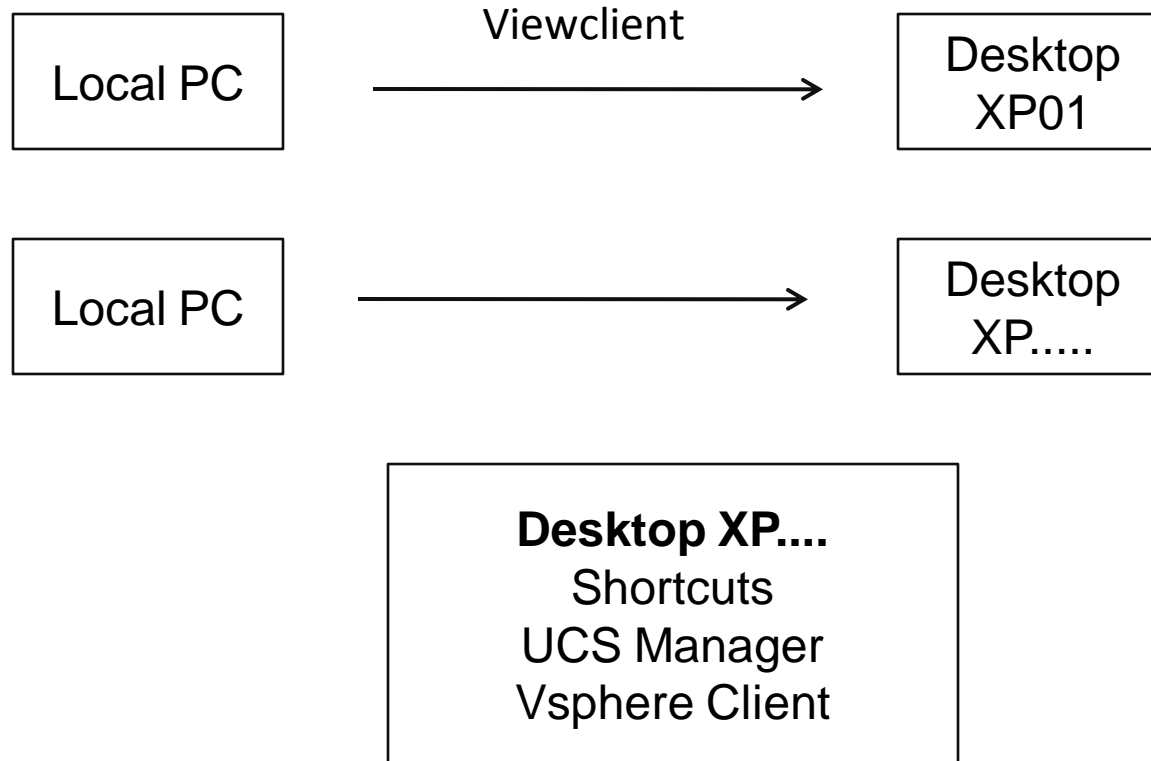 Viewclient
Local PC
Desktop
XP01
Local PC
Desktop
XP.....
Desktop XP....
Shortcuts
UCS Manager
Vsphere Client